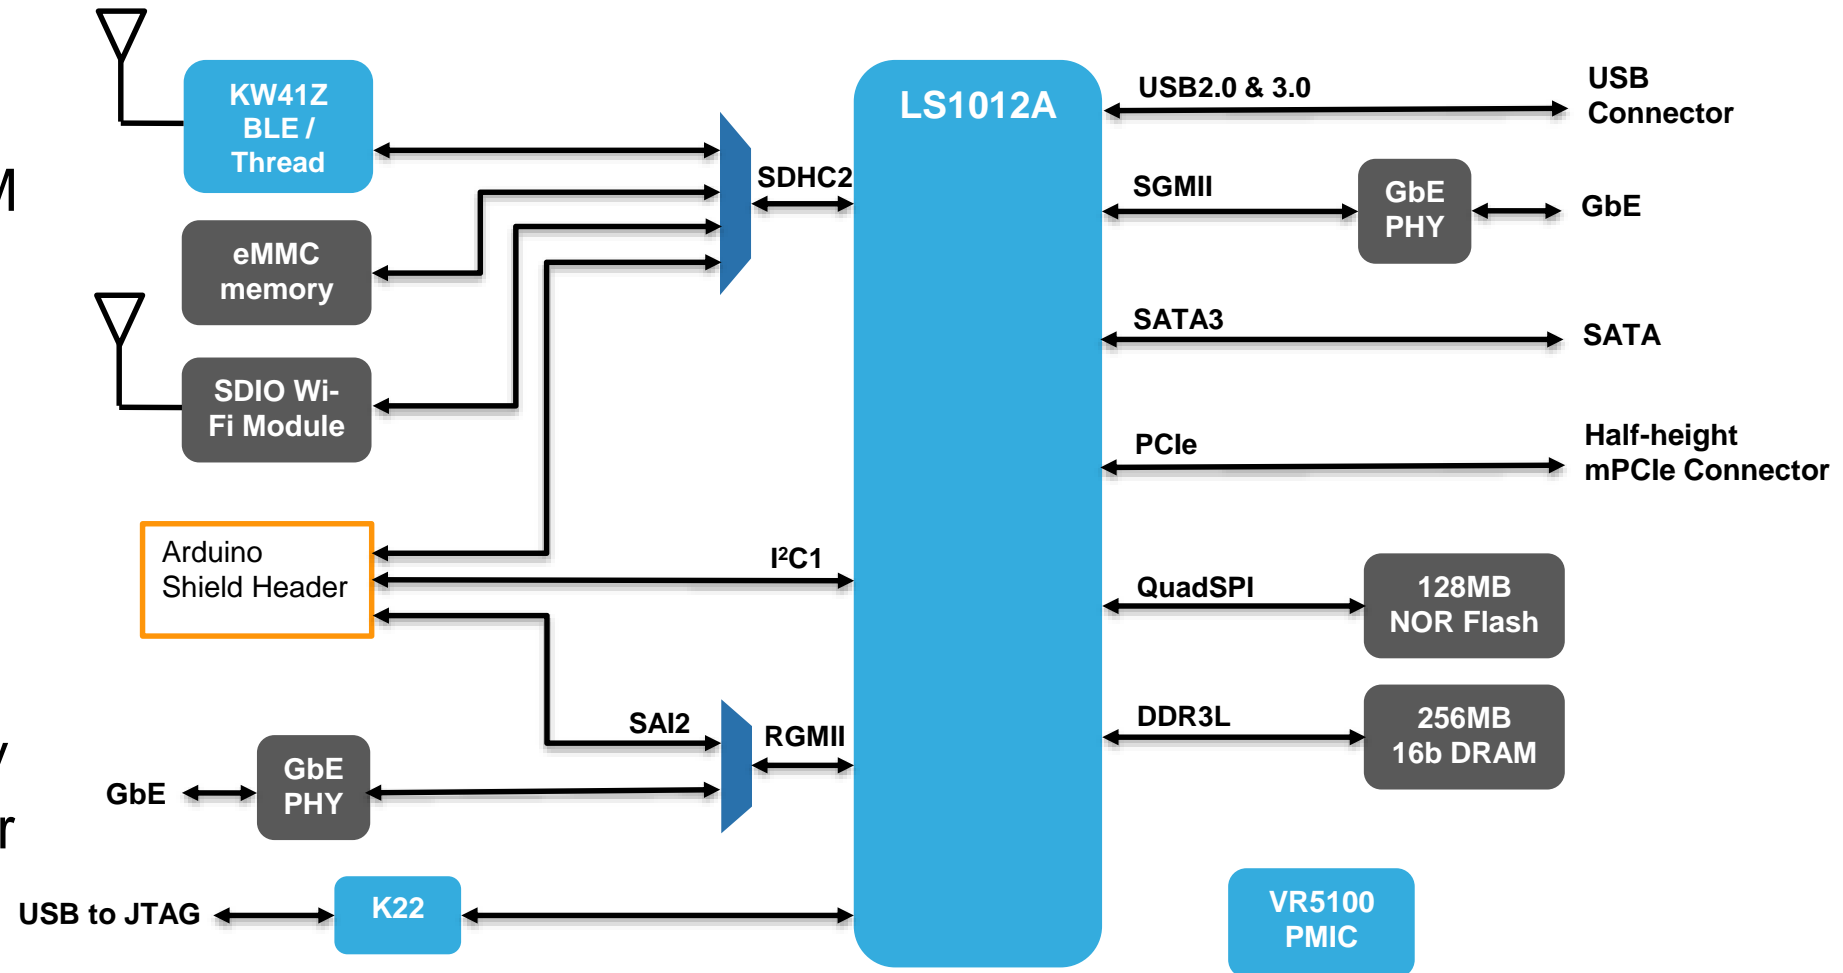 KW41Z
BLE /
Thread
LS1012A
USB2.0 & 3.0
USB
Connector
M
SDHC2
SGMII
GbE
PHY
GbE
eMMC
memory
SATA3
SATA
SDIO Wi-
Fi Module
PCIe
Half-height
mPCIe Connector
Arduino
Shield Header
I²C1
QuadSPI
128MB
NOR Flash
SAI2
RGMII
DDR3L
256MB
16b DRAM
y
GbE
GbE
PHY
r
USB to JTAG
K22
VR5100
PMIC